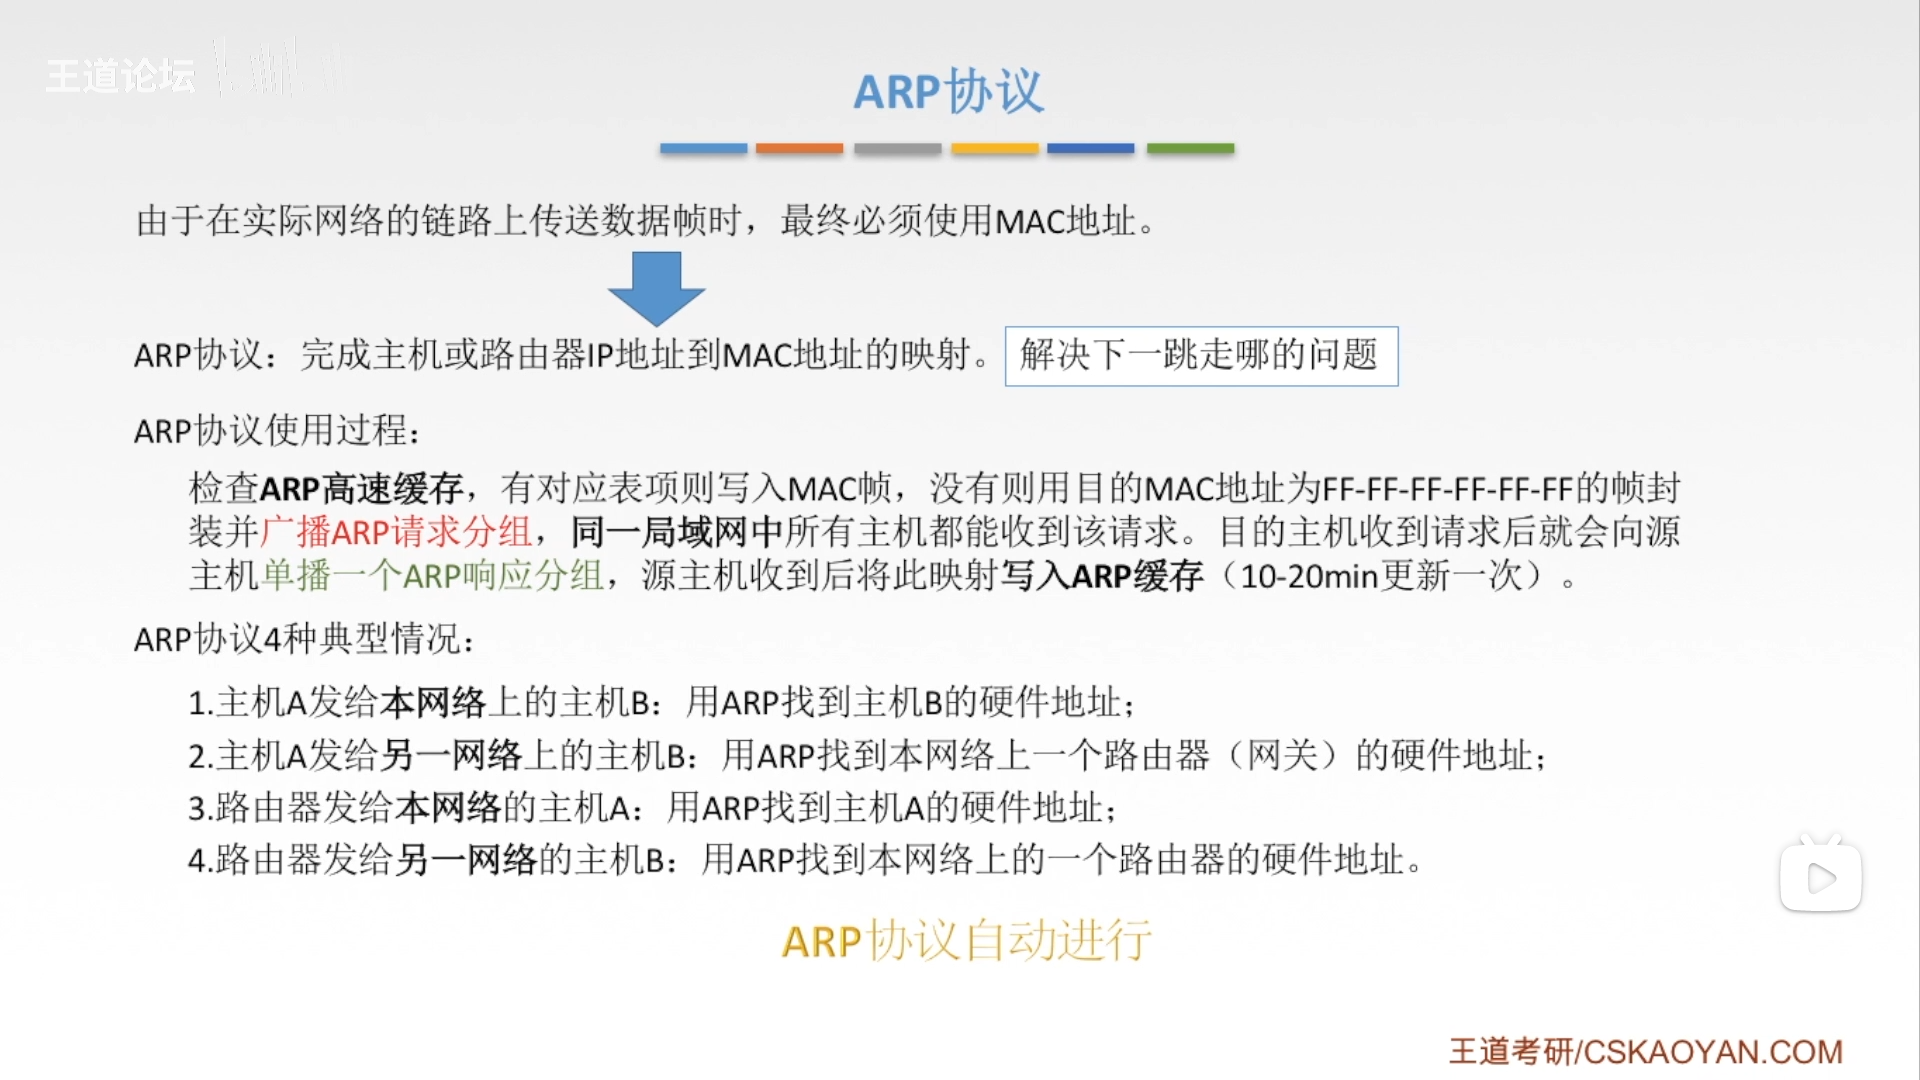 王道论坛
ARP协议
由于在实际网络的链路上传送数据帧时，最终必须使用MAC地址。
ARP协议：完成主机或路由器IP地址到MAC地址的映射。 解决下一跳走哪的问题
ARP协议使用过程：
检查ARP高速缓存，有对应表项则写入MAC帧，没有则用目的MAC地址为FF-FF-FF-FF-FF-FF的帧封
装并广播ARP请求分组，同一局域网中所有主机都能收到该请求。目的主机收到请求后就会向源
主机单播一个ARP响应分组，源主机收到后将此映射写入ARP缓存（10-20min更新一次）。
ARP协议4种典型情况：
1.主机A发给本网络上的主机B：用ARP找到主机B的硬件地址；
2.主机A发给另一网络上的主机B：用ARP找到本网络上一个路由器（网关）的硬件地址；
3.路由器发给本网络的主机A：用ARP找到主机A的硬件地址；
4.路由器发给另一网络的主机B：用ARP找到本网络上的一个路由器的硬件地址。
ARP协议自动进行
王道考研/CSKAOYAN.COM